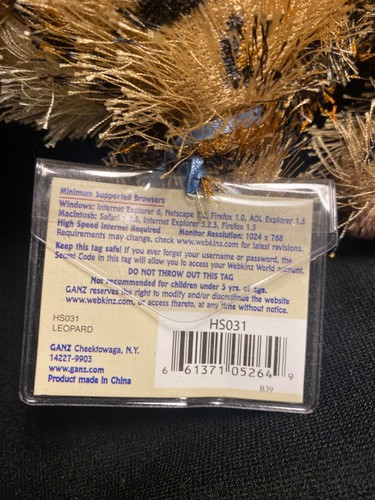 Minimum Supported Browsers
Windows: Internet Explorer 6, Netscape 7.2, Firefox 1.0, AOL Explorer 1.5
Macintosh: Safari 1.3, Internet Explorer 5.2.3, Firefox 1.5
High Speed Internet Required Monitor Resolution: 1024 x 768
Requirements may change, check www.webkinz.com for latest revisions.
Keep this tag safe! If you ever forget your username or password, the
Secret Code in this tag will allow you to access your Webkinz World account.
DO NOT THROW OUT THIS TAG
Not recommended for children under 3 yrs. of age.
GANZ reserves the right to modify and/or discontinue the website
www.webkinz.com, or access thereto, at any time without notice.
HS031
LEOPARD
HS031
GANZ Cheektowaga, N.Y.
14227-9903
www.ganz.com
Product made in China
6 61371 05264 9
B39